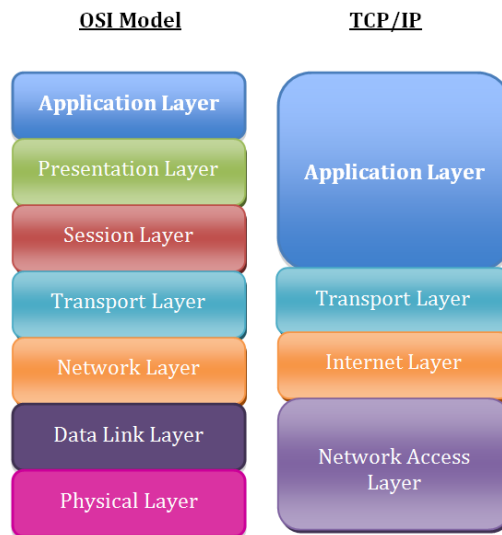 OSI Model
Application Layer
Presentation Layer
Session Layer
Transport Layer
Network Layer
Data Link Layer
Physical Layer
TCP/IP
Application Layer
Transport Layer
Internet Layer
Network Access
Layer